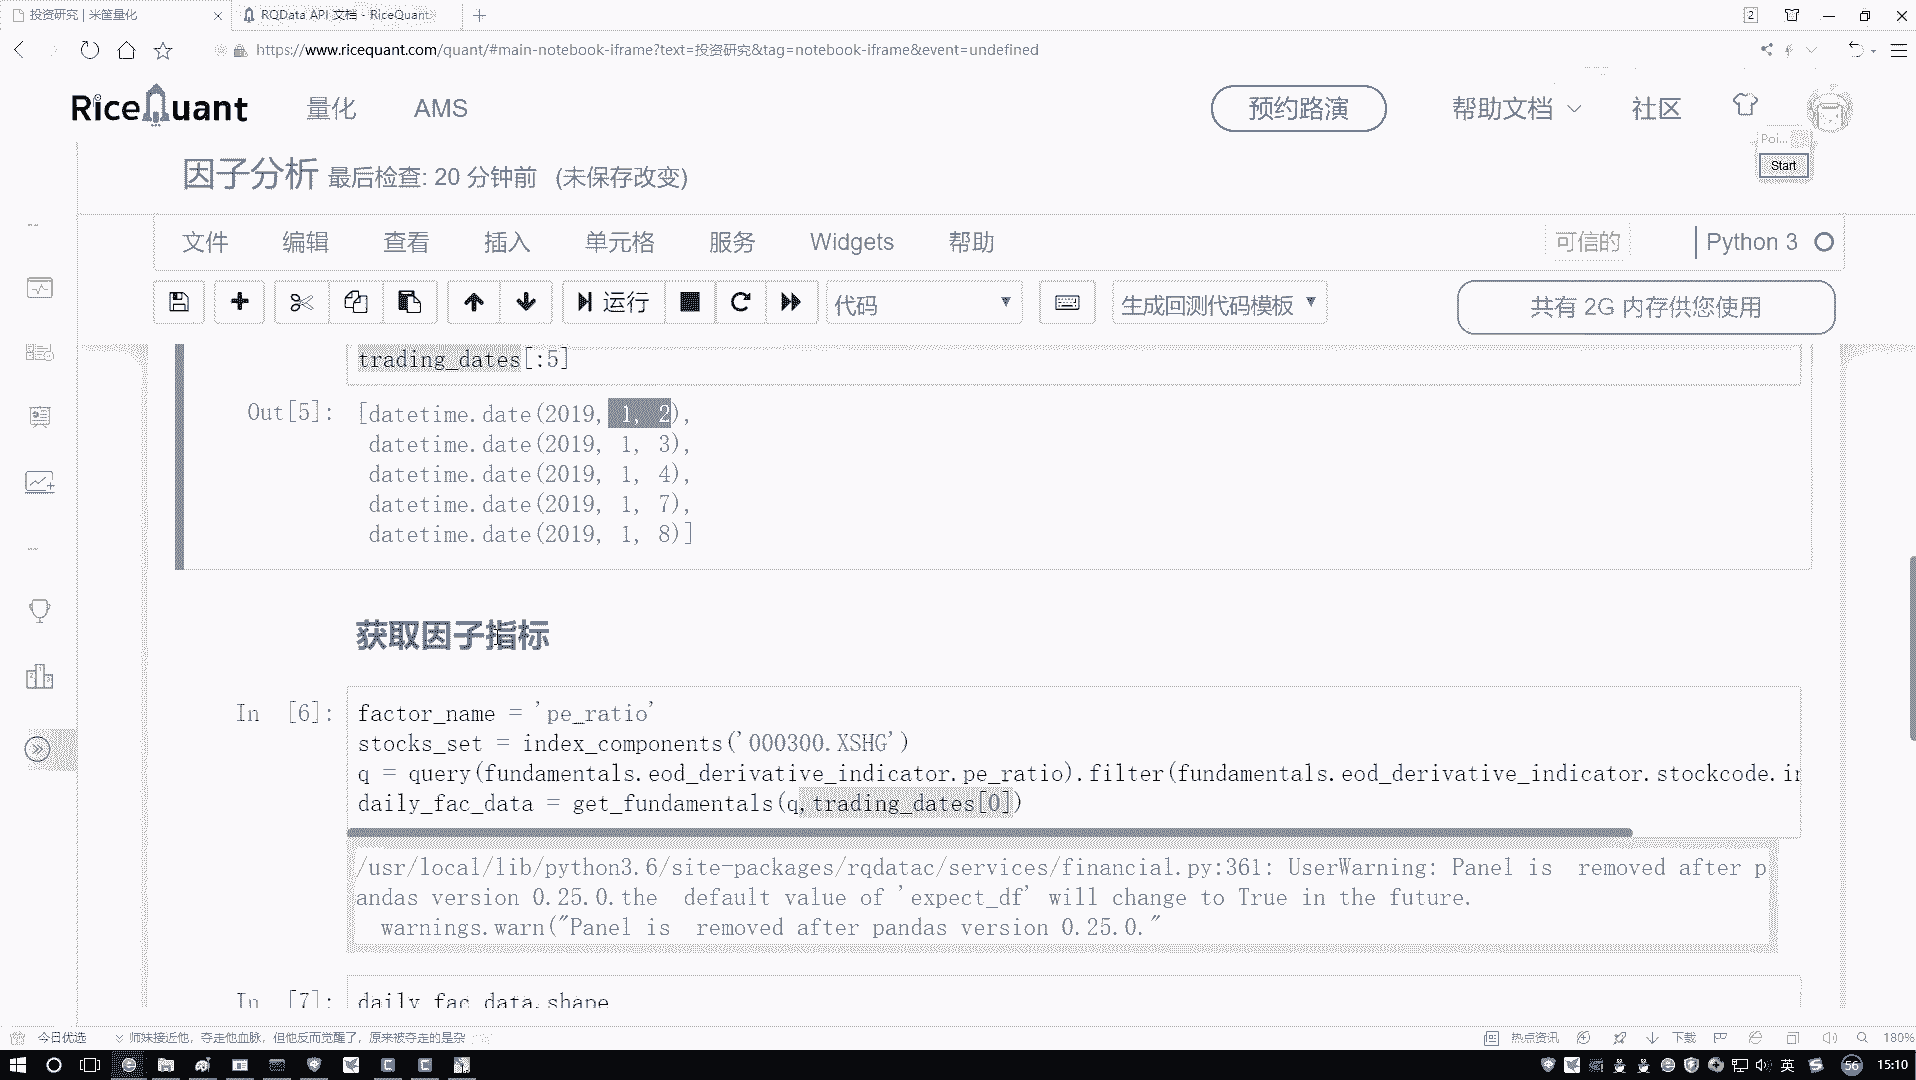 投资研究 | 米筐量化
RQData API 文档 - RiceQuant
2
https://www.ricequant.com/quant/#main-notebook-iframe?text=投资研究&tag=notebook-iframe&event=undefined
RiceQuant
量化
AMS
预约路演
帮助文档
社区
Poi...
Start
因子分析 最后检查: 20 分钟前 (未保存改变)
文件
编辑
查看
插入
单元格
服务
Widgets
帮助
可信的
Python 3
运行
代码
生成回测代码模板
共有 2G 内存供您使用
trading_dates[:5]
Out[5]: [datetime.date(2019, 1, 2),
datetime.date(2019, 1, 3),
datetime.date(2019, 1, 4),
datetime.date(2019, 1, 7),
datetime.date(2019, 1, 8)]
获取因子指标
In [6]: factor_name = 'pe_ratio'
stocks_set = index_components('000300.XSHG')
q = query(fundamentals.eod_derivative_indicator.pe_ratio).filter(fundamentals.eod_derivative_indicator.stockcode.in
daily_fac_data = get_fundamentals(q,trading_dates[0])
/usr/local/lib/python3.6/site-packages/rqdatac/services/financial.py:361: UserWarning: Panel is  removed after p
andas version 0.25.0.the  default value of 'expect_df' will change to True in the future.
warnings.warn("Panel is  removed after pandas version 0.25.0."
In [7]: daily_fac_data.shape
今日优选
师妹接近他，夺走他血脉，但他反而觉醒了，原来被夺走的是杂
热点资讯
下载
180%
英
56
15:10